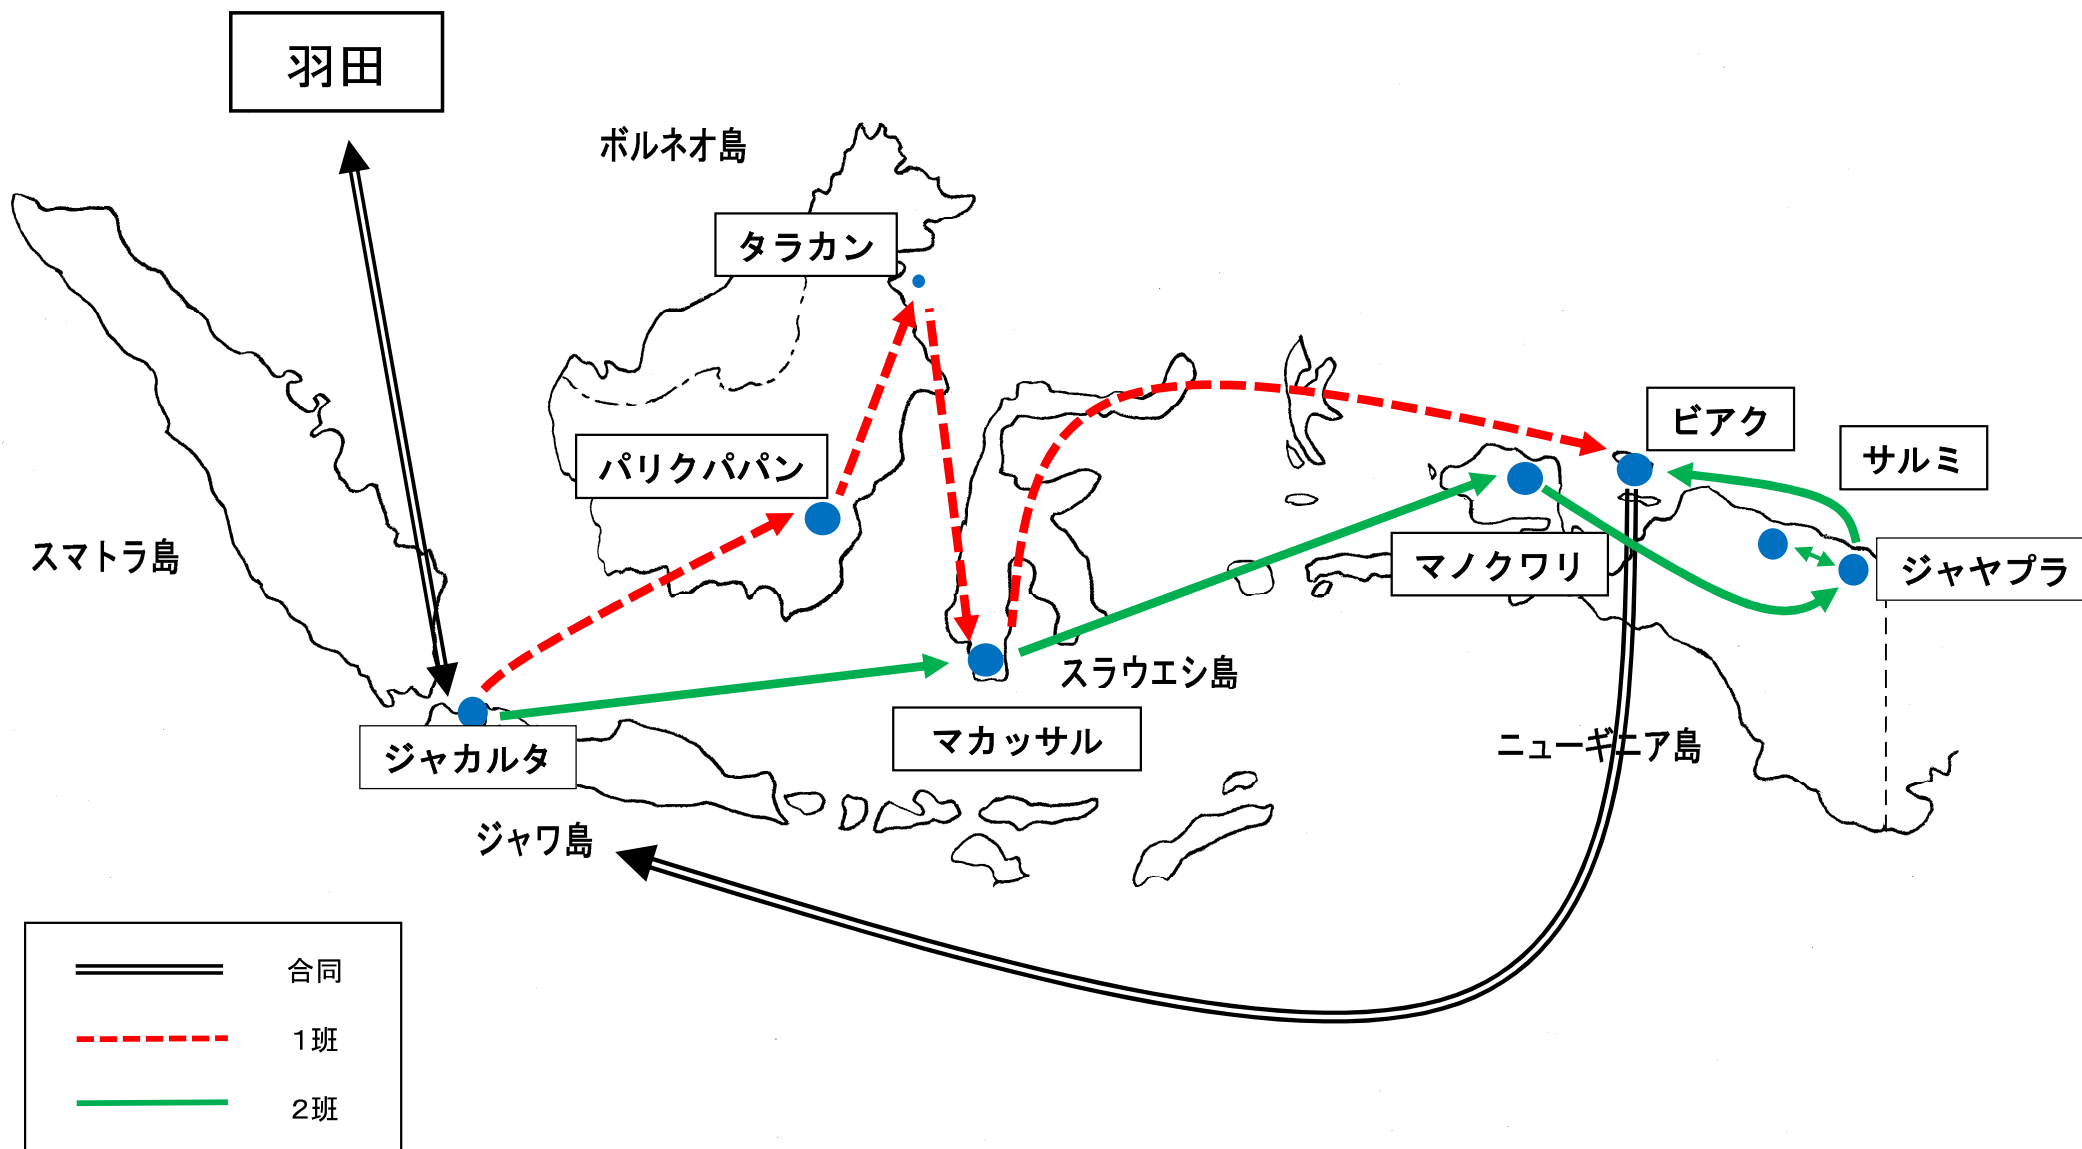 羽田
ボルネオ島
タラカン
ビアク
サルミ
パリクパパン
スマトラ島
マノクワリ
ジャヤプラ
スラウエシ島
マカッサル
ニューギニア島
ジャカルタ
ジャワ島
合同
１班
２班